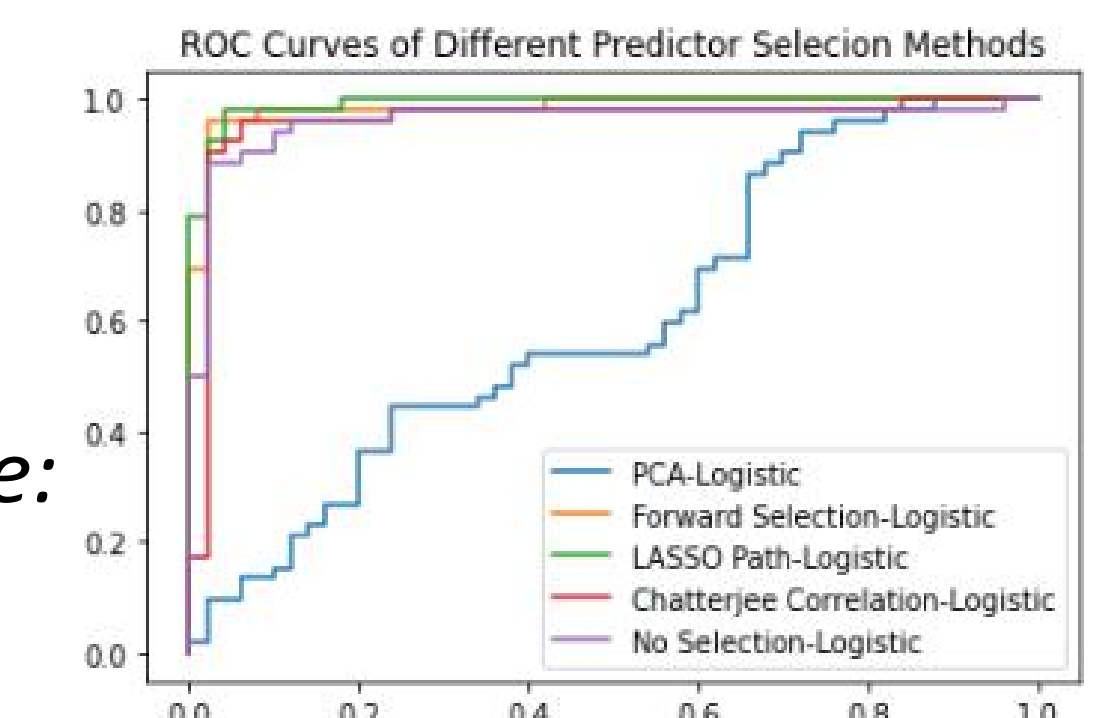 ROC Curves of Different Predictor Selecion Methods
1.0
0.8
0.6
0.4
0.2
0.0
e:
PCA-Logistic
Forward Selection-Logistic
LASSO Path-Logistic
Chatterjee Correlation-Logistic
No Selection-Logistic
0.0 0.2 0.4 0.6 0.8 1.0